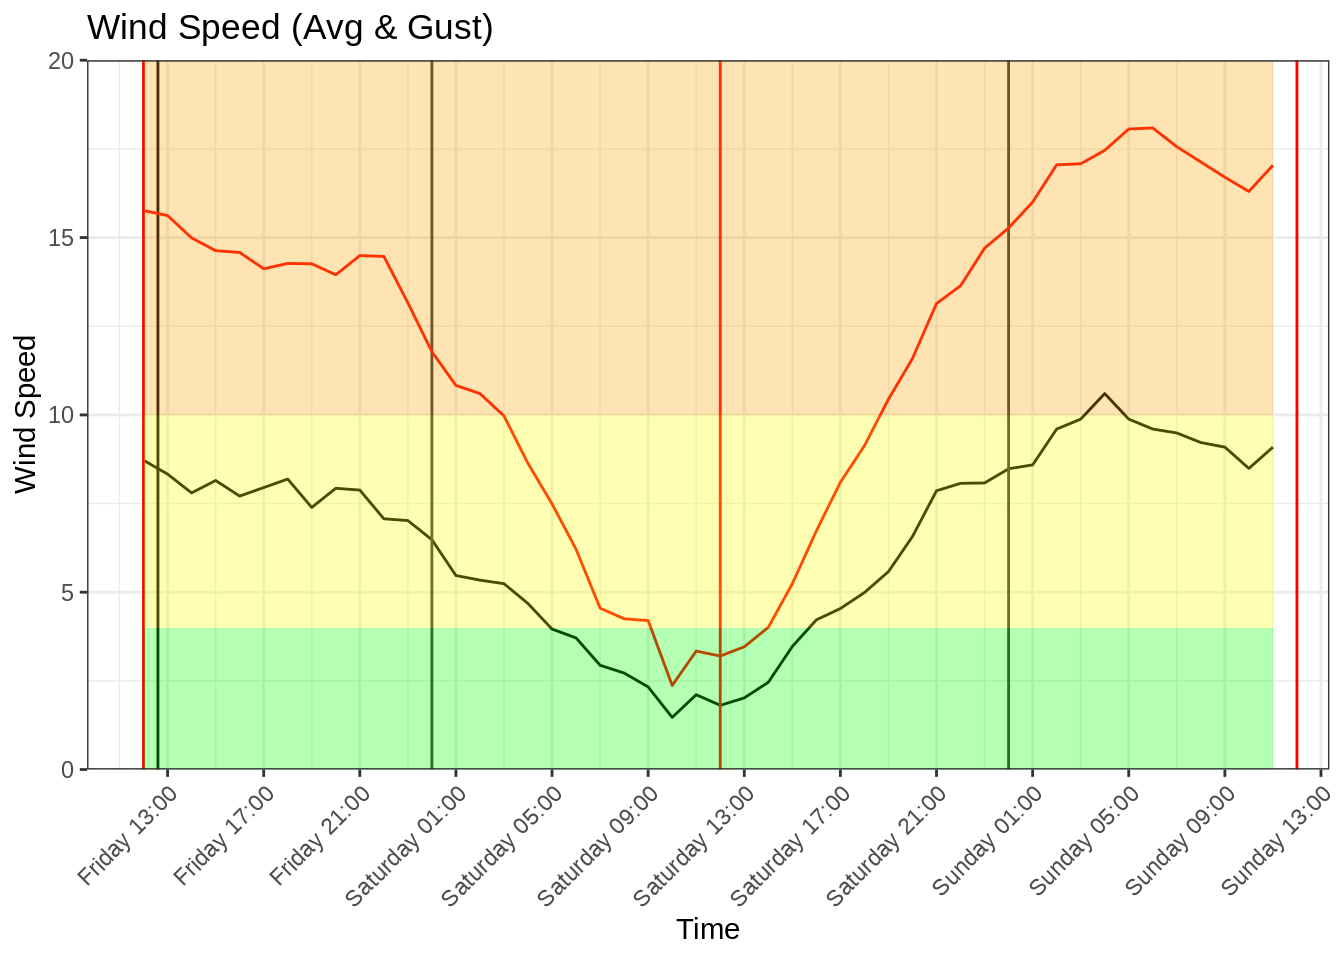 Wind Speed (Avg & Gust)
20
15
10
5
0
Wind Speed
Friday 13:00
Friday 17:00
Friday 21:00
Saturday 01:00
Saturday 05:00
Saturday 09:00
Saturday 13:00
Saturday 17:00
Saturday 21:00
Sunday 01:00
Sunday 05:00
Sunday 09:00
Sunday 13:00
Time